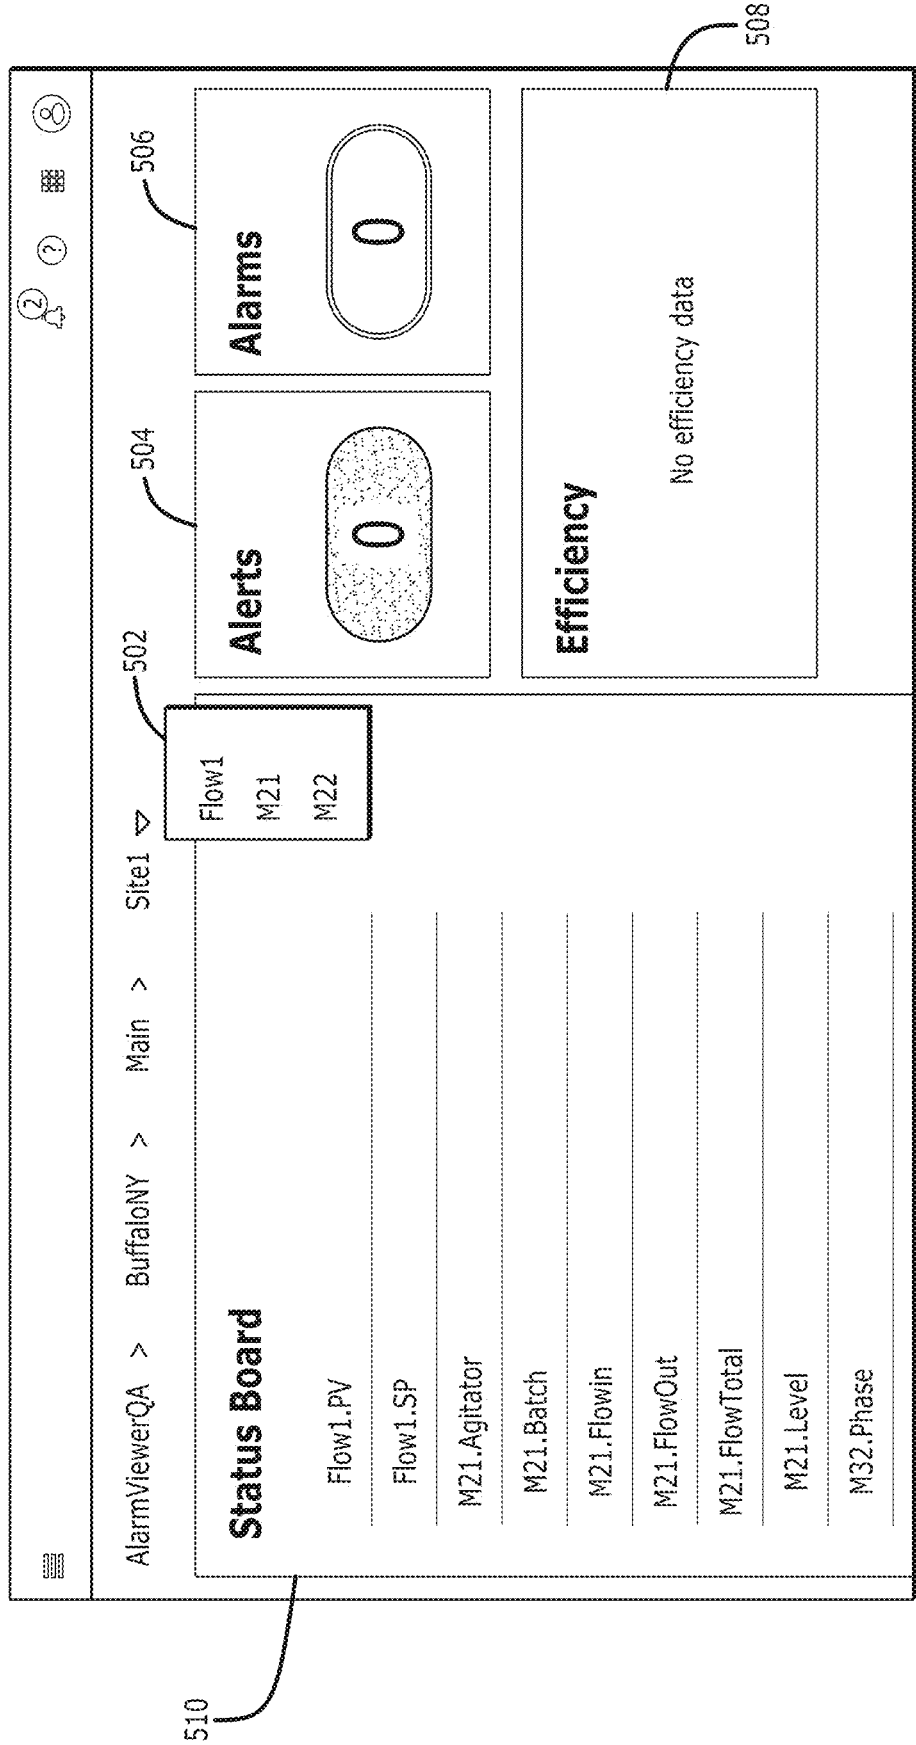 2
?
AlarmViewerQA > BuffaloNY > Main > Site1
502
Flow1
M21
M22
Status Board
Flow1.PV
Flow1.SP
M21.Agitator
M21.Batch
M21.Flowin
M21.FlowOut
M21.FlowTotal
M21.Level
M32.Phase
510
504
Alerts
0
506
Alarms
0
Efficiency
No efficiency data
508